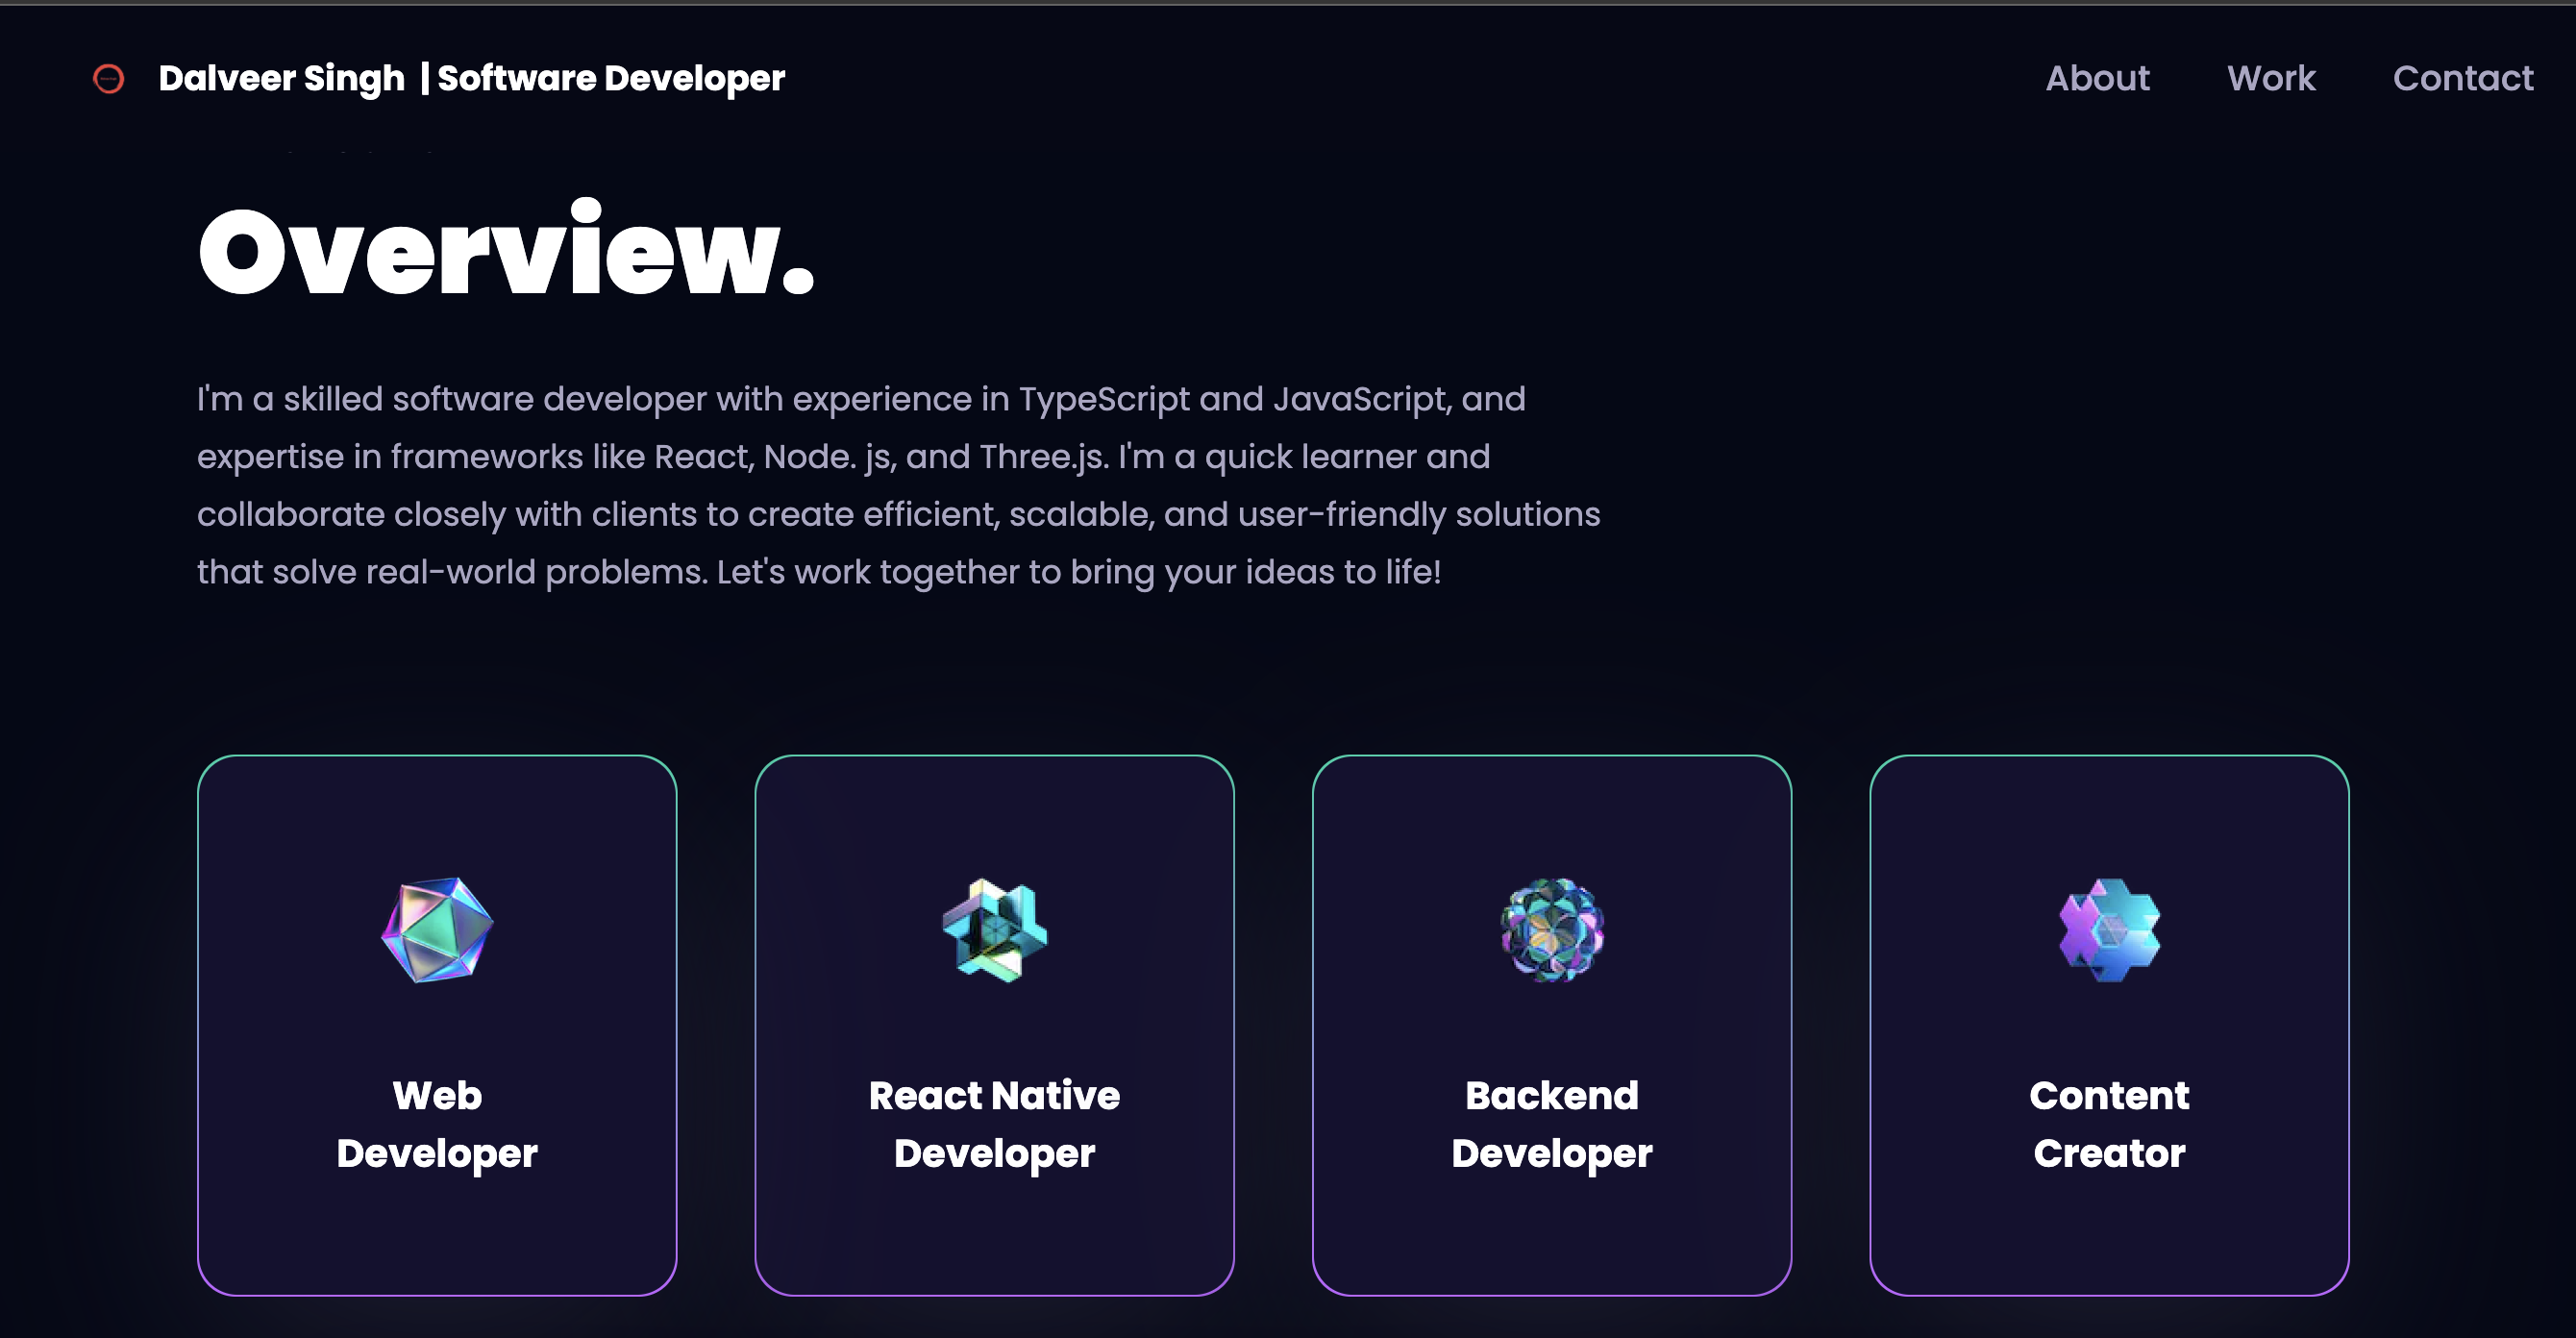 Dalveer Singh | Software Developer
About
Work
Contact
Overview.
I'm a skilled software developer with experience in TypeScript and JavaScript, and
expertise in frameworks like React, Node. js, and Three.js. I'm a quick learner and
collaborate closely with clients to create efficient, scalable, and user-friendly solutions
that solve real-world problems. Let's work together to bring your ideas to life!
Web
Developer
React Native
Developer
Backend
Developer
Content
Creator